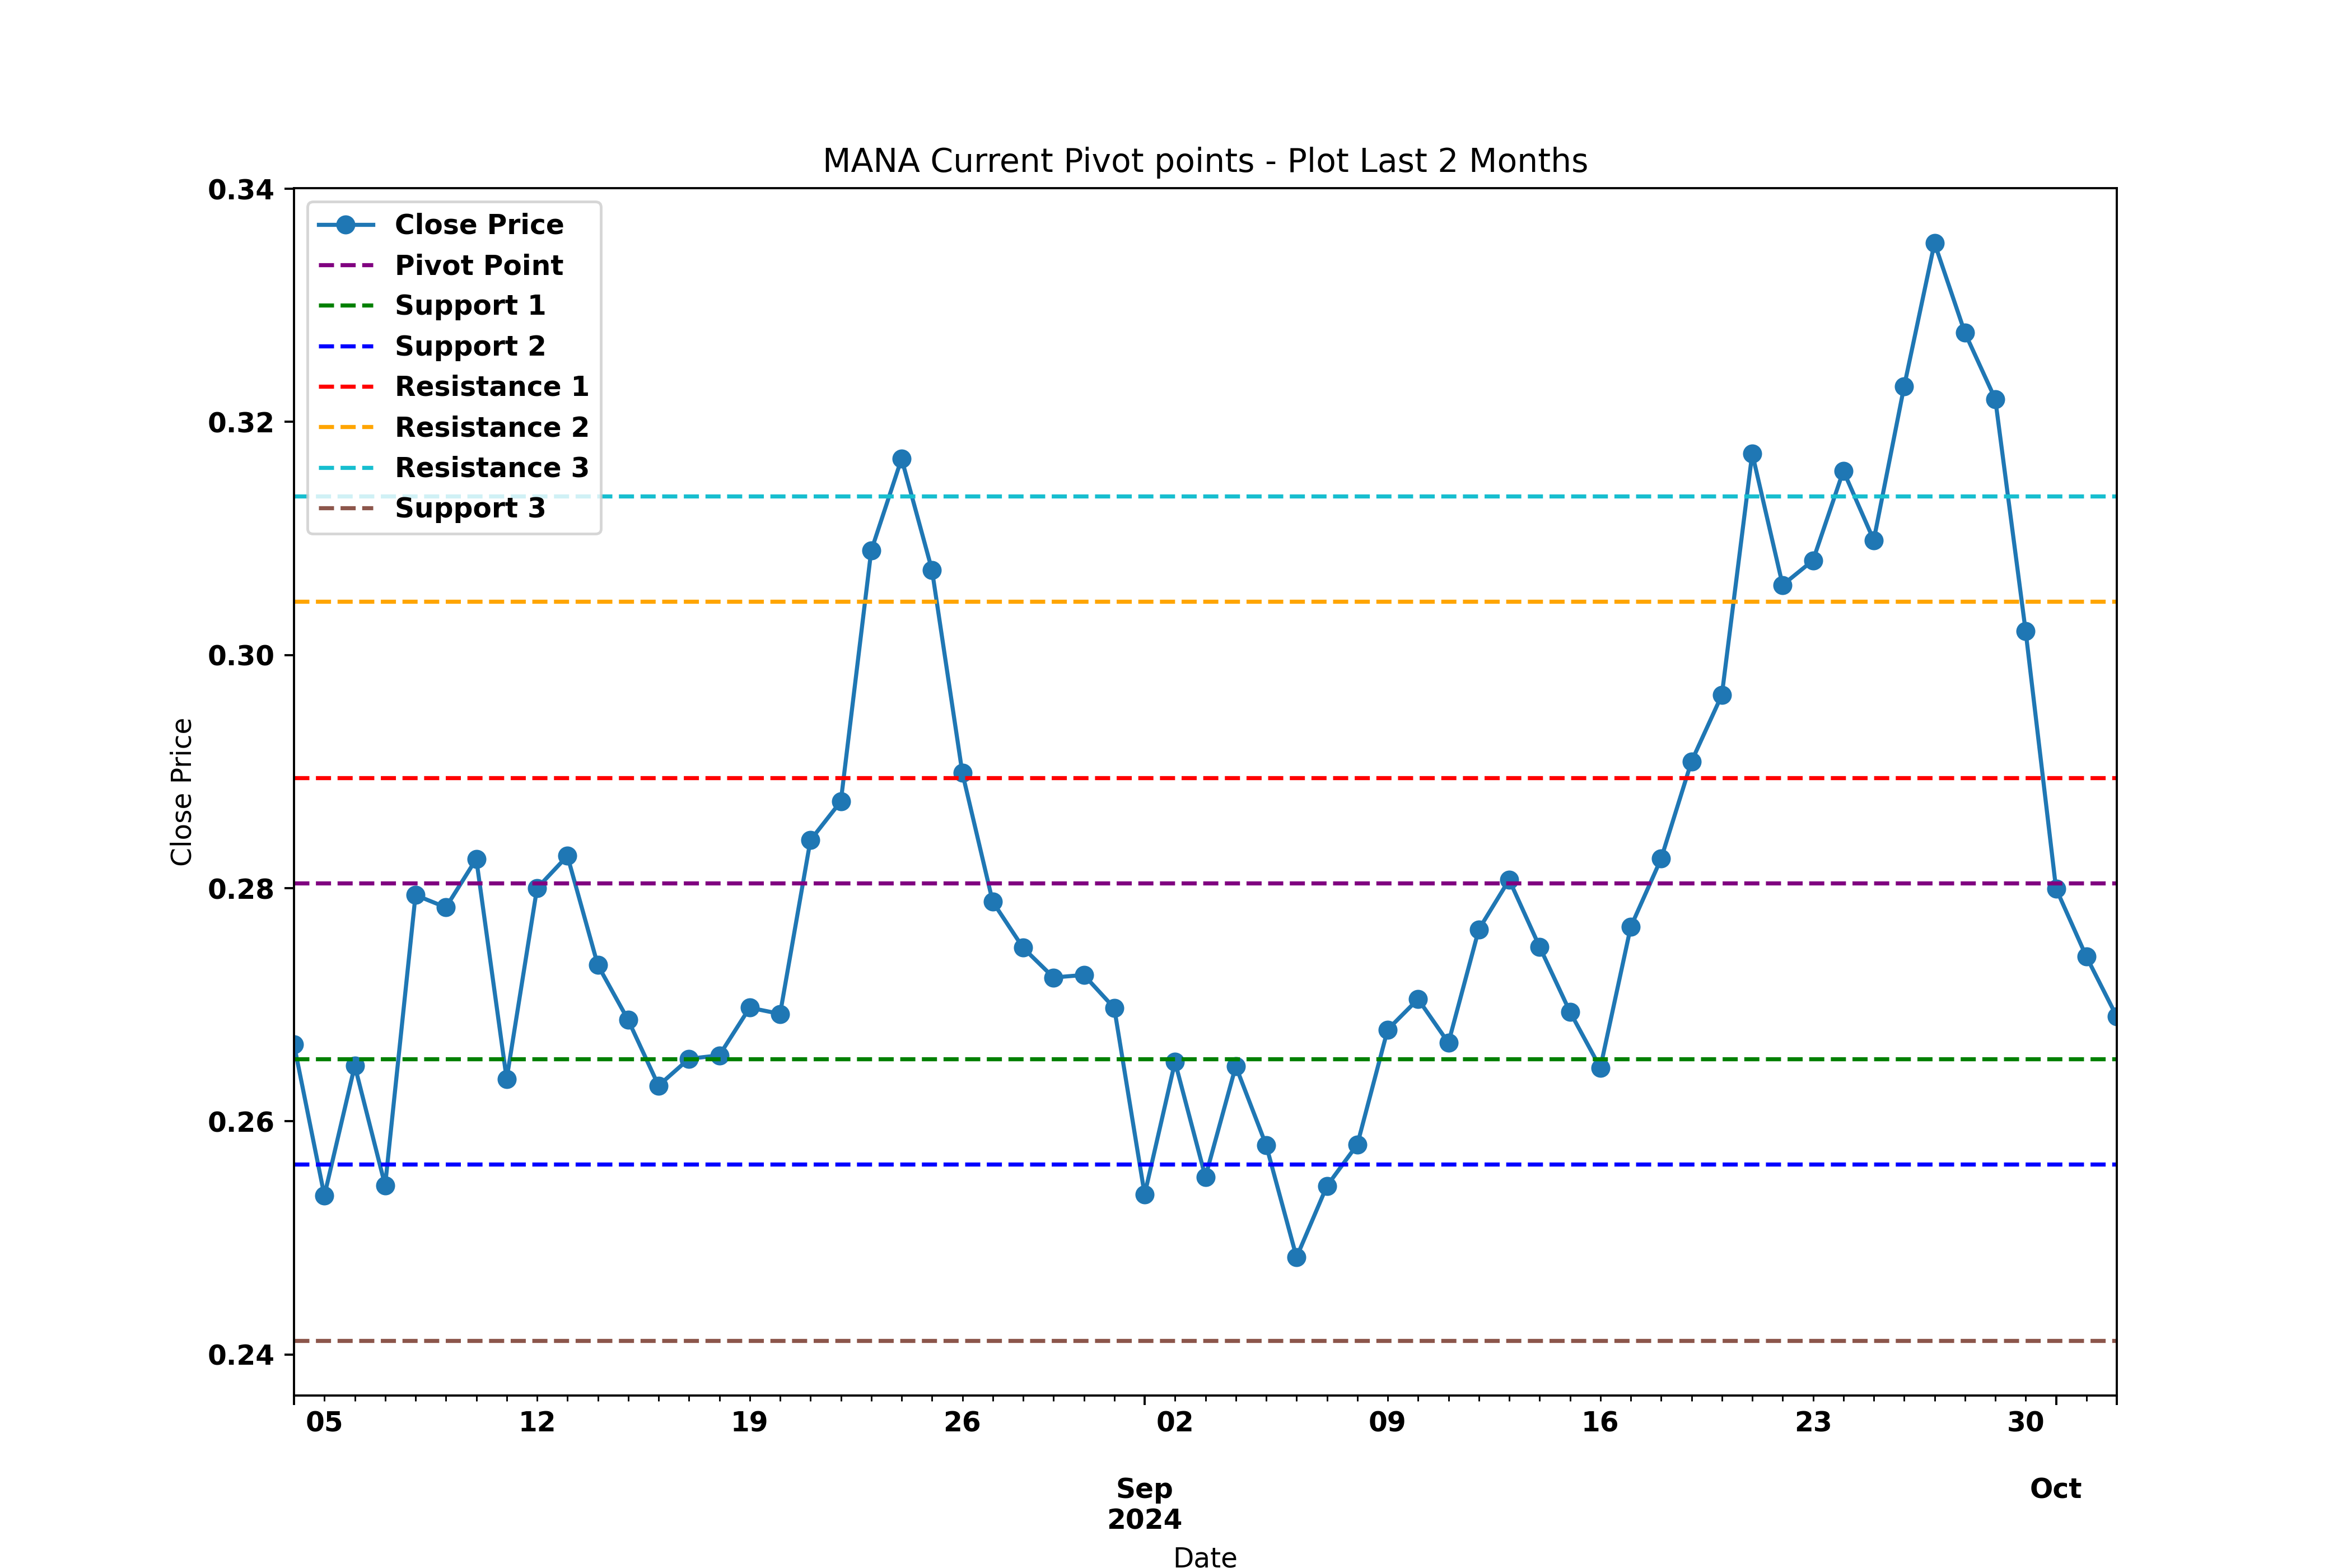 MANA Current Pivot points - Plot Last 2 Months
0.34
0.32
0.30
0.28
0.26
0.24
Close Price
Close Price
Pivot Point
Support 1
Support 2
Resistance 1
Resistance 2
Resistance 3
Support 3
05 12 19 26 02 09 16 23 30
Sep Oct
2024
Date